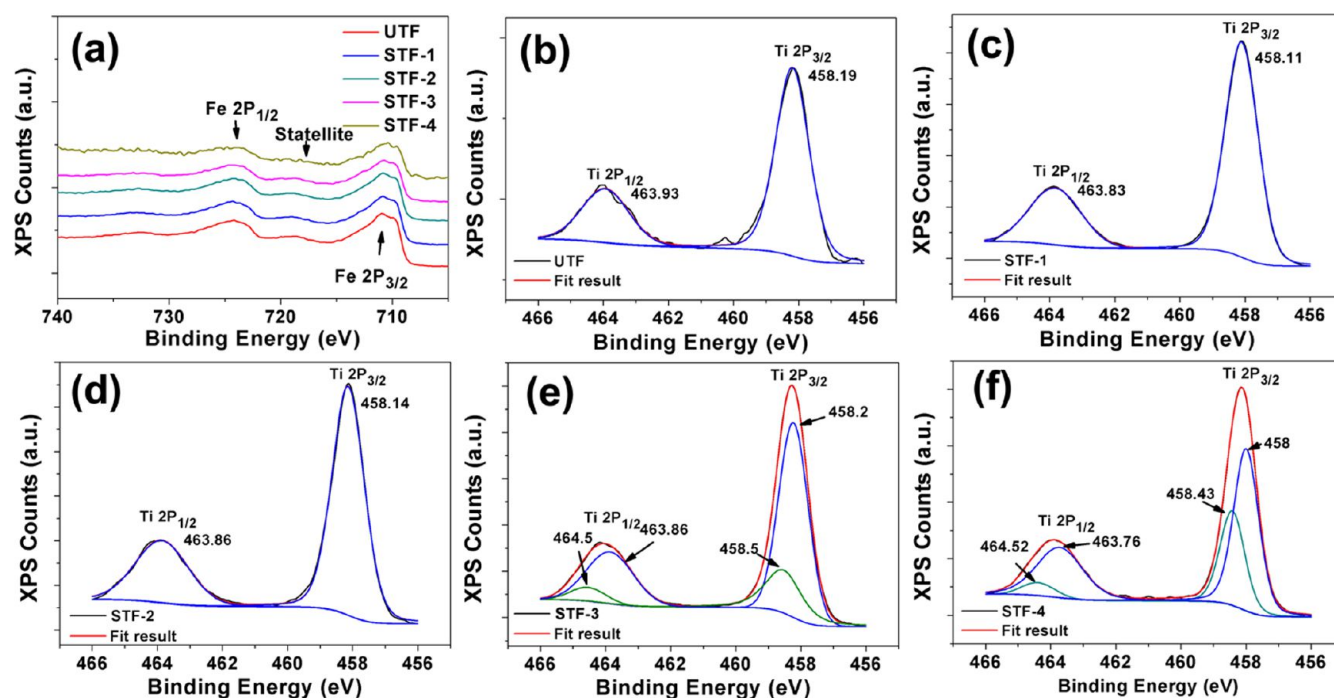 (a)
UTF
STF-1
STF-2
STF-3
STF-4
Fe 2P1/2
Statellite
Fe 2P3/2
XPS Counts (a.u.)
740 730 720 710
Binding Energy (eV)
(b)
Ti 2P3/2
458.19
Ti 2P1/2
463.93
UTF
Fit result
XPS Counts (a.u.)
466 464 462 460 458 456
Binding Energy (eV)
(c)
Ti 2P3/2
458.11
Ti 2P1/2
463.83
STF-1
Fit result
XPS Counts (a.u.)
466 464 462 460 458 456
Binding Energy (eV)
(d)
Ti 2P3/2
458.14
Ti 2P1/2
463.86
STF-2
Fit result
XPS Counts (a.u.)
466 464 462 460 458 456
Binding Energy (eV)
(e)
Ti 2P3/2
458.2
Ti 2P1/2 463.86
464.5
458.5
STF-3
Fit result
XPS Counts (a.u.)
466 464 462 460 458 456
Binding Energy (eV)
(f)
Ti 2P3/2
458
458.43
Ti 2P1/2
463.76
464.52
STF-4
Fit result
XPS Counts (a.u.)
466 464 462 460 458 456
Binding Energy (eV)